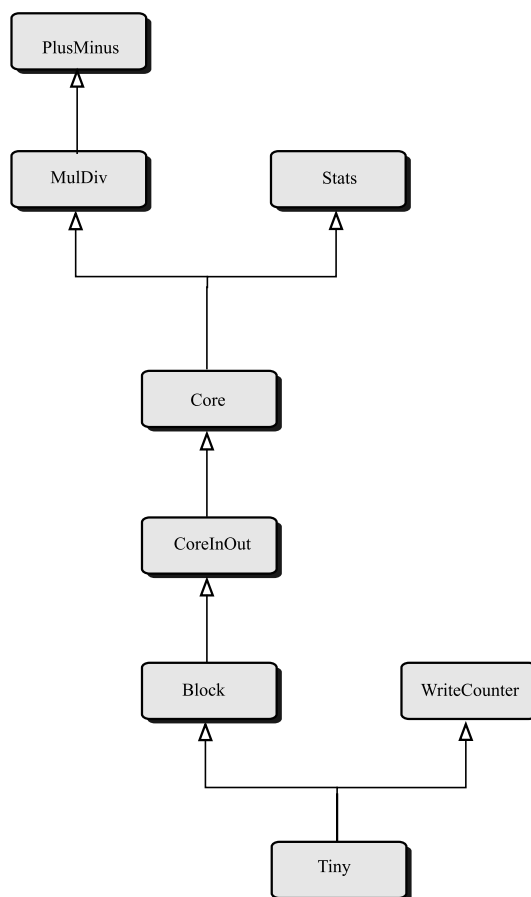 PlusMinus
MulDiv
Stats
Core
CoreInOut
Block
WriteCounter
Tiny